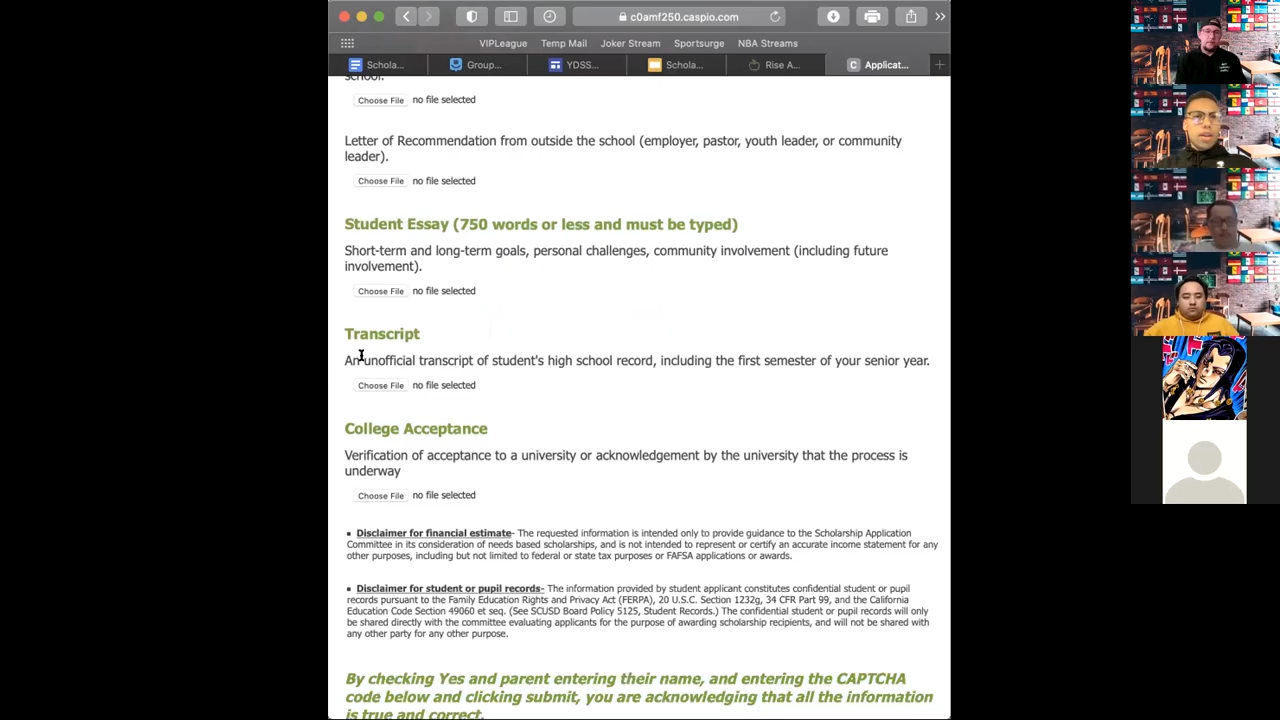 c0amf250.caspio.com
VIPLeague Temp Mail Joker Stream Sportsurge NBA Streams
Schola... Group... YDSS... Schola... Rise A... Applicat...
school.
Choose File no file selected
Letter of Recommendation from outside the school (employer, pastor, youth leader, or community
leader).
Choose File no file selected
Student Essay (750 words or less and must be typed)
Short-term and long-term goals, personal challenges, community involvement (including future
involvement).
Choose File no file selected
Transcript
An unofficial transcript of student's high school record, including the first semester of your senior year.
Choose File no file selected
College Acceptance
Verification of acceptance to a university or acknowledgement by the university that the process is
underway
Choose File no file selected
Disclaimer for financial estimate- The requested information is intended only to provide guidance to the Scholarship Application
Committee in its consideration of needs based scholarships, and is not intended to represent or certify an accurate income statement for any
other purposes, including but not limited to federal or state tax purposes or FAFSA applications or awards.
Disclaimer for student or pupil records- The information provided by student applicant constitutes confidential student or pupil
records pursuant to the Family Education Rights and Privacy Act (FERPA), 20 U.S.C. Section 1232g, 34 CFR Part 99, and the California
Education Code Section 49060 et seq. (See SCUSD Board Policy 5125, Student Records.) The confidential student or pupil records will only
be shared directly with the committee evaluating applicants for the purpose of awarding scholarship recipients, and will not be shared with
any other party for any other purpose.
By checking Yes and parent entering their name, and entering the CAPTCHA
code below and clicking submit, you are acknowledging that all the information
is true and correct.